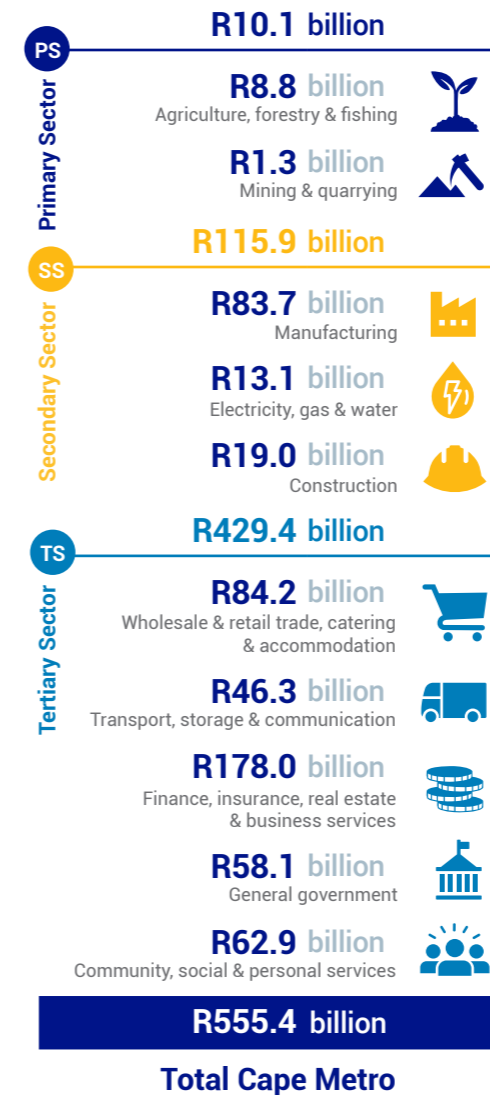 R10.1 billion
PS
Primary Sector
R8.8 billion
Agriculture, forestry & fishing
R1.3 billion
Mining & quarrying
R115.9 billion
SS
Secondary Sector
R83.7 billion
Manufacturing
R13.1 billion
Electricity, gas & water
R19.0 billion
Construction
R429.4 billion
TS
Tertiary Sector
R84.2 billion
Wholesale & retail trade, catering
& accommodation
R46.3 billion
Transport, storage & communication
R178.0 billion
Finance, insurance, real estate
& business services
R58.1 billion
General government
R62.9 billion
Community, social & personal services
R555.4 billion
Total Cape Metro